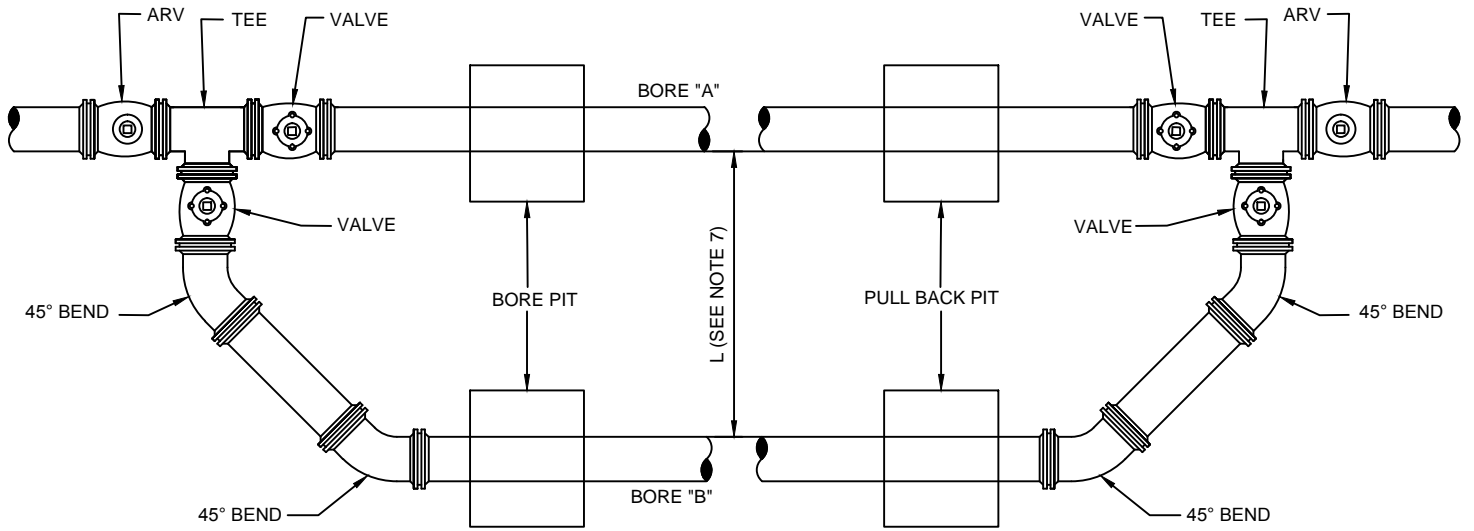 ARV
TEE
VALVE
VALVE
TEE
ARV
BORE "A"
VALVE
VALVE
L (SEE NOTE 7)
BORE PIT
PULL BACK PIT
45° BEND
45° BEND
BORE "B"
45° BEND
45° BEND